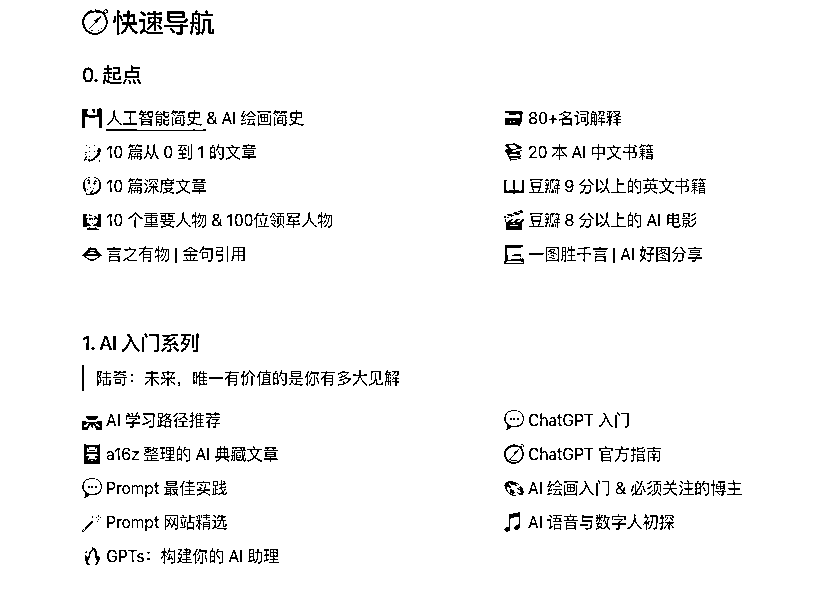 快速导航
0. 起点
人工智能简史 & AI 绘画简史
10 篇从 0 到 1 的文章
10 篇深度文章
10 个重要人物 & 100位领军人物
言之有物 | 金句引用
80+名词解释
20 本 AI 中文书籍
豆瓣 9 分以上的英文书籍
豆瓣 8 分以上的 AI 电影
一图胜千言 | AI 好图分享
1. AI 入门系列
陆奇：未来，唯一有价值的是你有多大见解
AI 学习路径推荐
a16z 整理的 AI 典藏文章
Prompt 最佳实践
Prompt 网站精选
GPTs：构建你的 AI 助理
ChatGPT 入门
ChatGPT 官方指南
AI 绘画入门 & 必须关注的博主
AI 语音与数字人初探